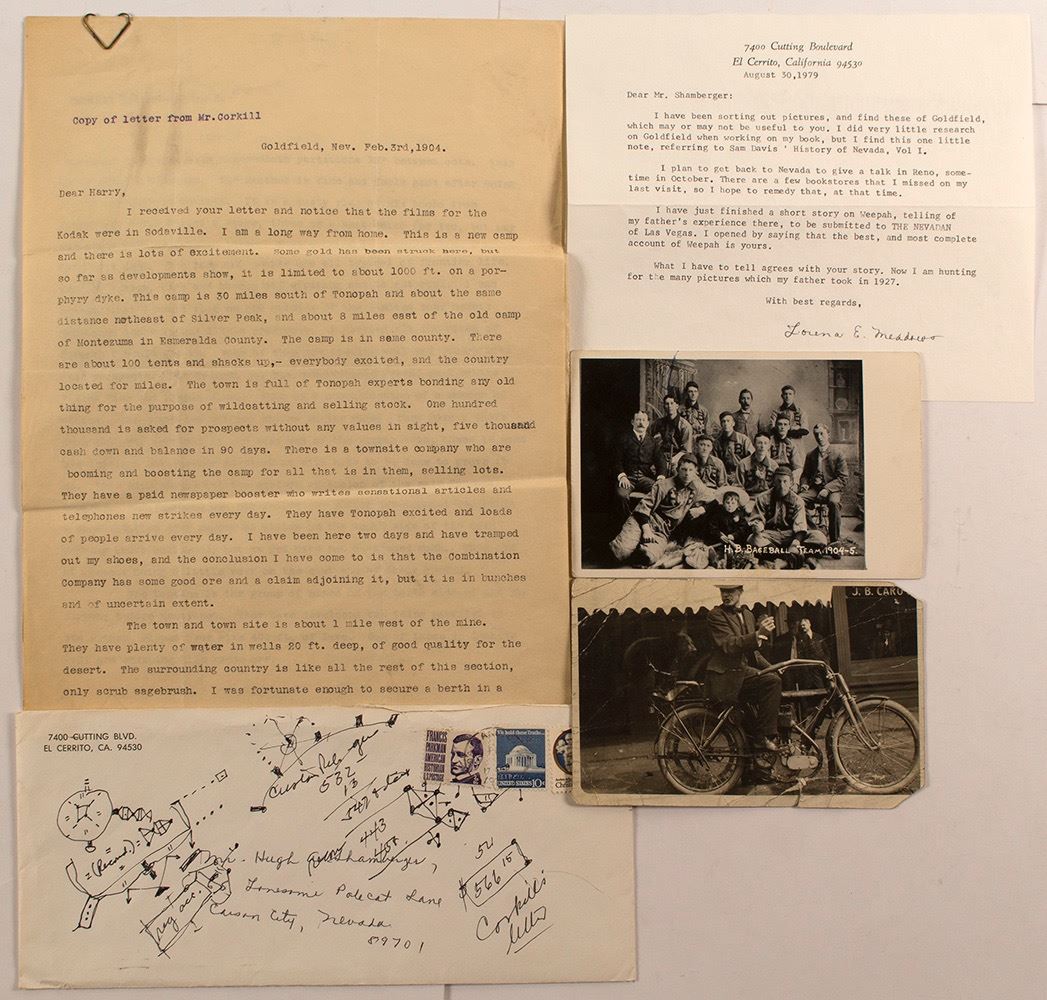 Copy of letter from Mr.Corkill
Goldfield, Nev. Feb.3rd,1904.
Dear Harry,
I received your letter and notice that the films for the
Kodak were in Sodaville. I am a long way from home. This is a new camp
and there is lots of excitement. Some gold has been struck here, but
so far as developments show, it is limited to about 1000 ft. on a por-
phyry dyke. This camp is 30 miles south of Tonopah and about the same
distance notheast of Silver Peak, and about 8 miles east of the old camp
of Montezuma in Esmeralda County. The camp is in same county. There
are about 100 tents and shacks up,- everybody excited, and the country
located for miles. The town is full of Tonopah experts bonding any old
thing for the purpose of wildcatting and selling stock. One hundred
thousand is asked for prospects without any values in sight, five thousand
cash down and balance in 90 days. There is a townsite company who are
booming and boosting the camp for all that is in them, selling lots.
They have a paid newspaper booster who writes sensational articles and
telephones new strikes every day. They have Tonopah excited and loads
of people arrive every day. I have been here two days and have tramped
out my shoes, and the conclusion I have come to is that the Combination
Company has some good ore and a claim adjoining it, but it is in bunches
and of uncertain extent.
The town and town site is about 1 mile west of the mine.
They have plenty of water in wells 20 ft. deep, of good quality for the
desert. The surrounding country is like all the rest of this section,
only scrub sagebrush. I was fortunate enough to secure a berth in a
7400 Cutting Boulevard
El Cerrito, California 94530
August 30,1979
Dear Mr. Shamberger:
I have been sorting out pictures, and find these of Goldfield,
which may or may not be useful to you. I did very little research
on Goldfield when working on my book, but I find this one little
note, referring to Sam Davis ' History of Nevada, Vol I.
I plan to get back to Nevada to give a talk in Reno, some-
time in October. There are a few bookstores that I missed on my
last visit, so I hope to remedy that, at that time.
I have just finished a short story on Weepah, telling of
my father's experience there, to be submitted to THE NEVADAN
of Las Vegas. I opened by saying that the best, and most complete
account of Weepah is yours.
What I have to tell agrees with your story. Now I am hunting
for the many pictures which my father took in 1927.
With best regards,
Lorena E. Meadows
H.B. BASEBALL TEAM. 1904-5.
J. B. CARO
7400 CUTTING BLVD.
EL CERRITO, CA. 94530
FRANCIS
PARKMAN
AMERICAN
HISTORIAN
U.S. POSTAGE
We hold these Truths...
UNITED STATES 10c
532
13
443
450
(Record)
Mr. Hugh A. Shamberger,
Lonesome Polecat Lane
Carson City, Nevada
89701
54
$566 15
Corkill's
letter